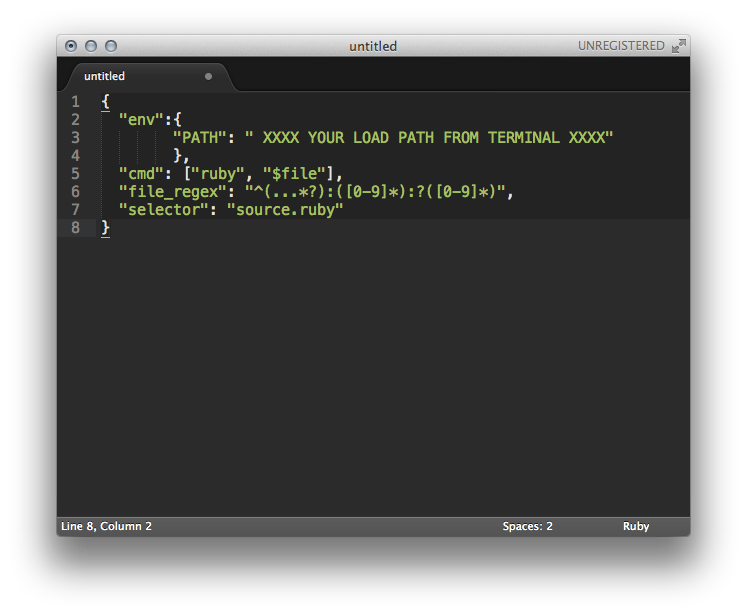 untitled UNREGISTERED
untitled
1 {
2 "env":{
3 "PATH": " XXXX YOUR LOAD PATH FROM TERMINAL XXXX"
4 },
5 "cmd": ["ruby", "$file"],
6 "file_regex": "^(...*?):([0-9]*):?([0-9]*)",
7 "selector": "source.ruby"
8 }
Line 8, Column 2 Spaces: 2 Ruby